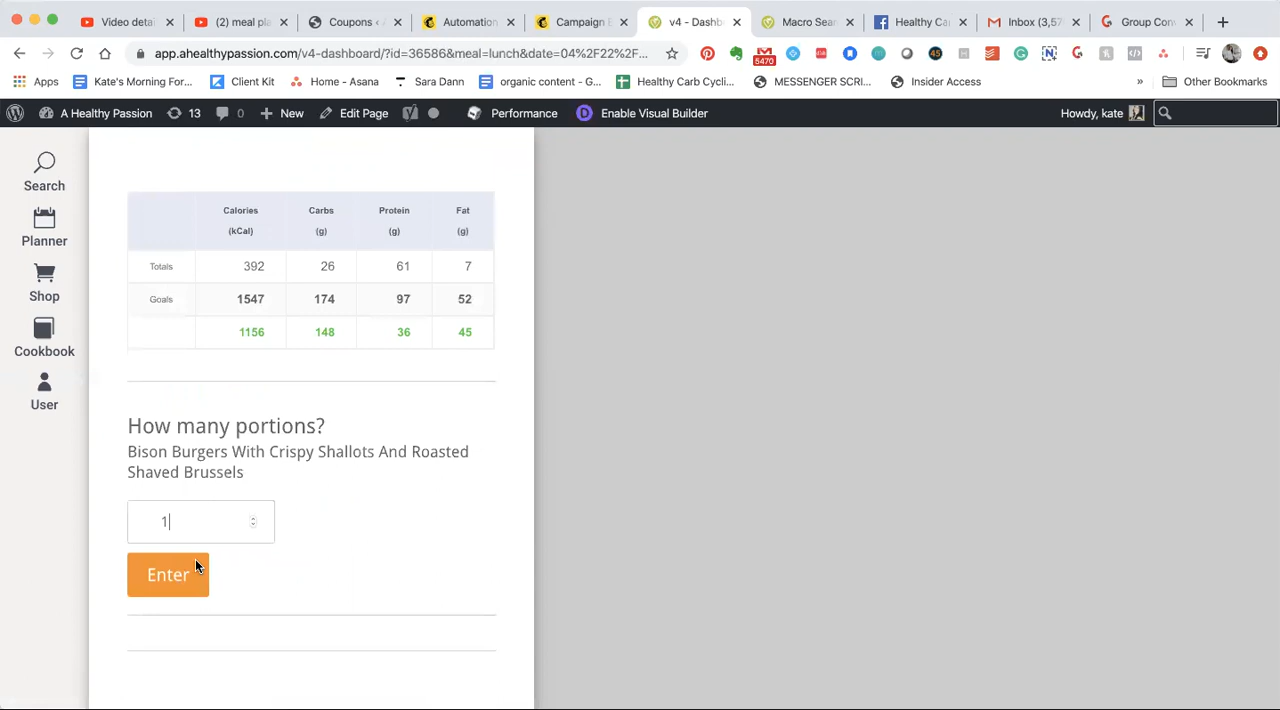 Video detai
(2) meal pla
Coupons ‹ A
Automation
Campaign B
v4 - Dashb
Macro Sear
Healthy Ca
Inbox (3,57
Group Conv
app.ahealthypassion.com/v4-dashboard/?id=36586&meal=lunch&date=04%2F22%2F...
5470
45
Apps
Kate's Morning For...
Client Kit
Home - Asana
Sara Dann
organic content - G...
Healthy Carb Cycli...
MESSENGER SCRI...
Insider Access
»
Other Bookmarks
A Healthy Passion
13
0
New
Edit Page
Performance
D
Enable Visual Builder
Howdy, kate
Search
Planner
Shop
Cookbook
User
Calories Carbs Protein Fat
(kCal) (g) (g) (g)
Totals 392 26 61 7
Goals 1547 174 97 52
1156 148 36 45
How many portions?
Bison Burgers With Crispy Shallots And Roasted
Shaved Brussels
1
Enter